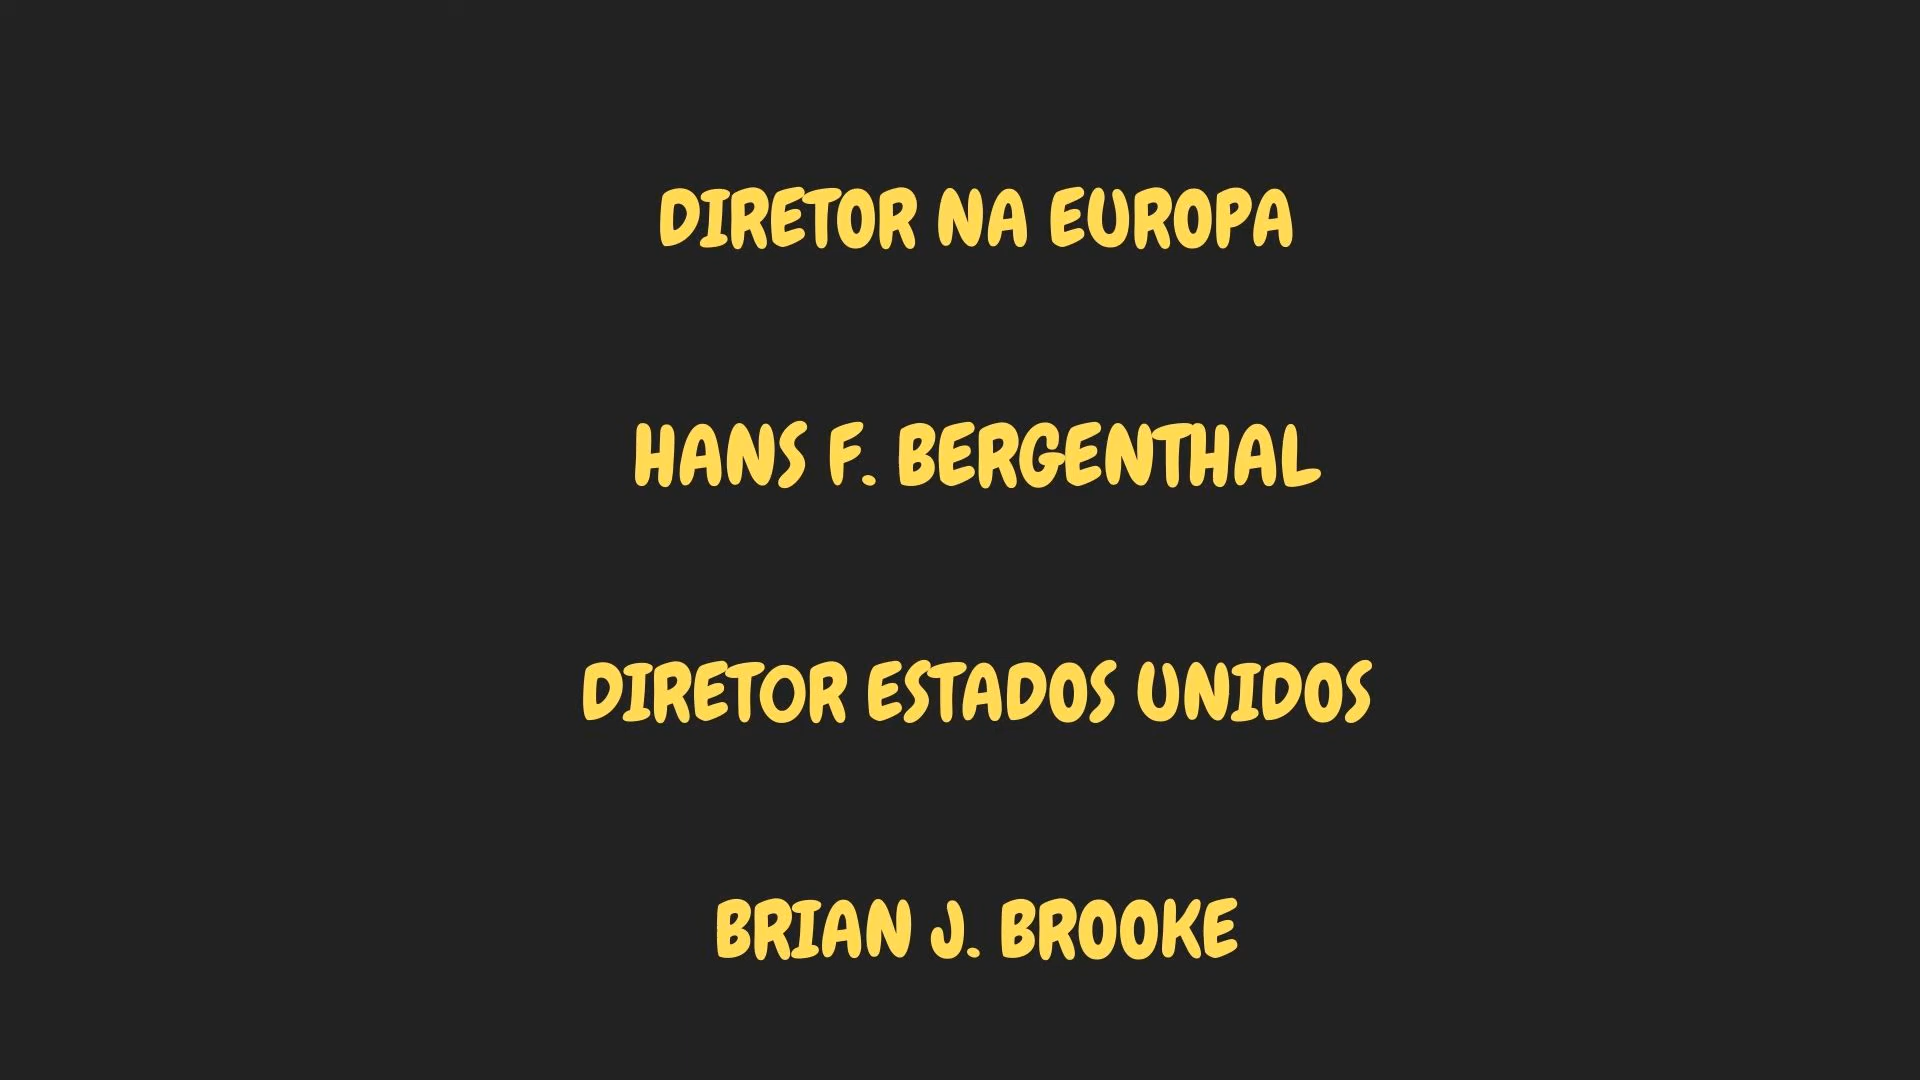 DIRETOR NA EUROPA
HANS F. BERGENTHAL
DIRETOR ESTADOS UNIDOS
BRIAN J. BROOKE